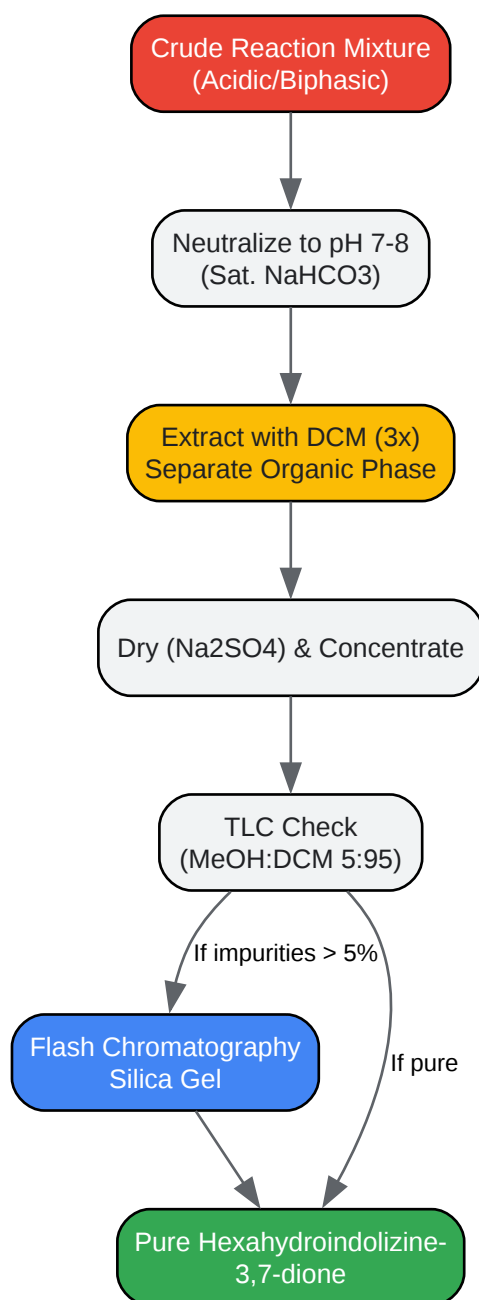 Crude Reaction Mixture
(Acidic/Biphasic)
Neutralize to pH 7-8
(Sat. NaHCO3)
Extract with DCM (3x)
Separate Organic Phase
Dry (Na2SO4) & Concentrate
TLC Check
(MeOH:DCM 5:95)
If impurities > 5%
Flash Chromatography
Silica Gel
If pure
Pure Hexahydroindolizine-
3,7-dione